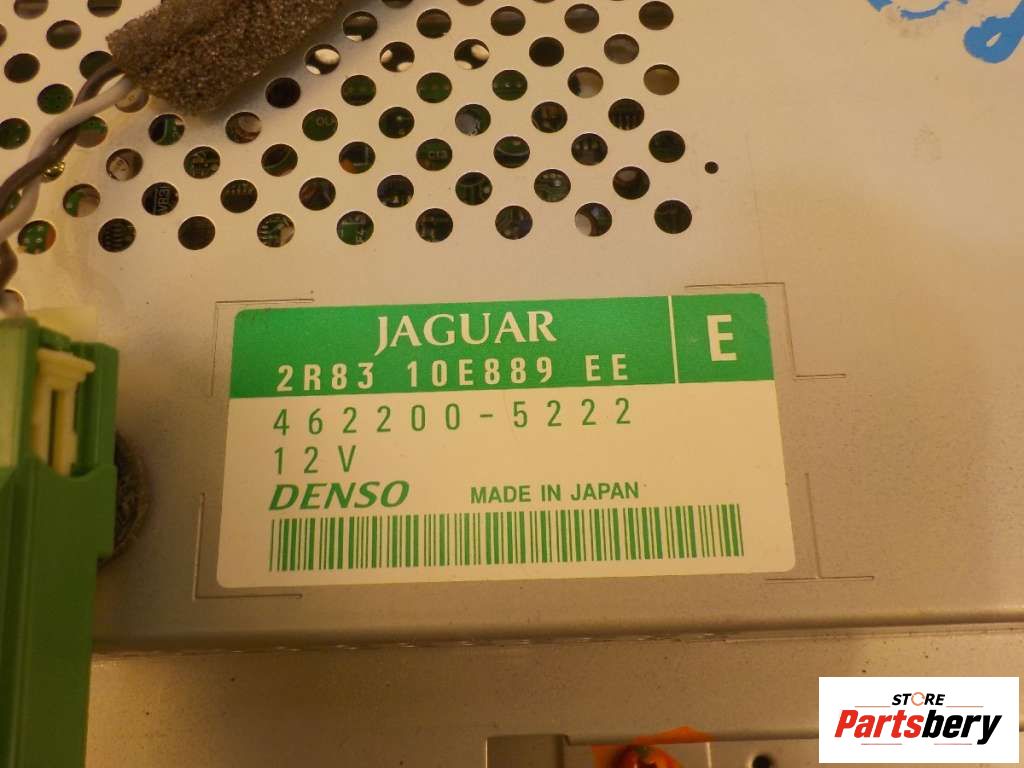 JAGUAR
2R83 10E889 EE
E
462200-5222
12V
DENSO MADE IN JAPAN
STORE
Partsbery